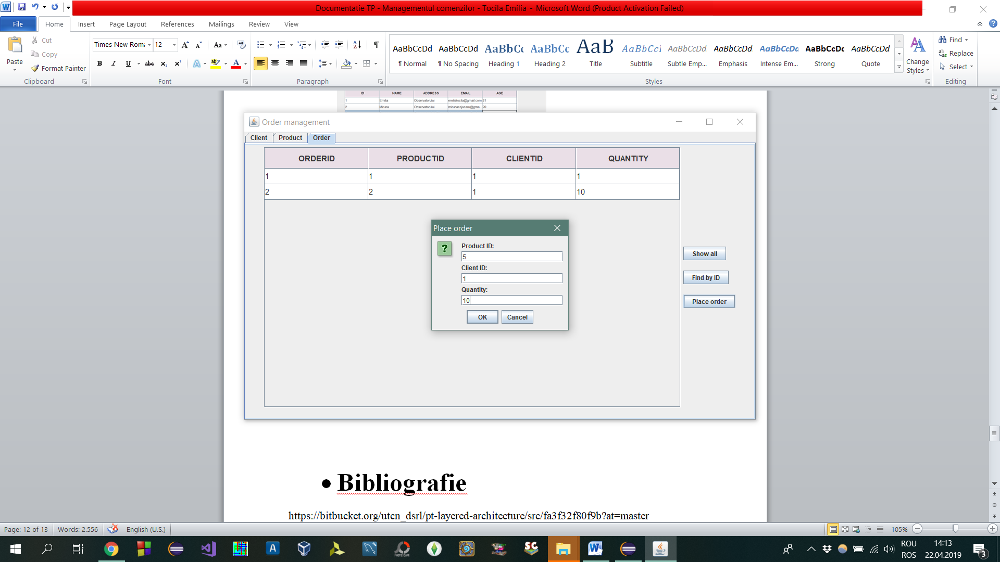 Documentatie TP - Managementul comenzilor - Tocila Emilia - Microsoft Word (Product Activation Failed)
File Home Insert Page Layout References Mailings Review View
Paste
Cut
Copy
Format Painter
Clipboard
Times New Rom 12
Font
Paragraph
AaBbCcDd AaBbCcDd AaBbCc AaBbCc AaB AaBbCcI AaBbCcDd AaBbCcDd AaBbCcDd AaBbCcDc AaBbCcDd
¶ Normal ¶ No Spacing Heading 1 Heading 2 Title Subtitle Subtle Emp... Emphasis Intense Em... Strong Quote
Styles
Change Styles
Find
Replace
Select
Editing
ID NAME ADDRESS EMAIL AGE
1 Emilia Observatorului emiliatocila@gmail.com 21
2 Miruna Observatorului mirunacojocaru@gma... 20
Order management
Client Product Order
ORDERID PRODUCTID CLIENTID QUANTITY
1 1 1 1
2 2 1 10
Place order
?
Product ID:
5
Client ID:
1
Quantity:
10
OK Cancel
Show all
Find by ID
Place order
• Bibliografie
https://bitbucket.org/utcn_dsrl/pt-layered-architecture/src/fa3f32f80f9b?at=master
Page: 12 of 13 Words: 2.556 English (U.S.) 105%
ROU 14:13
ROS 22.04.2019
3